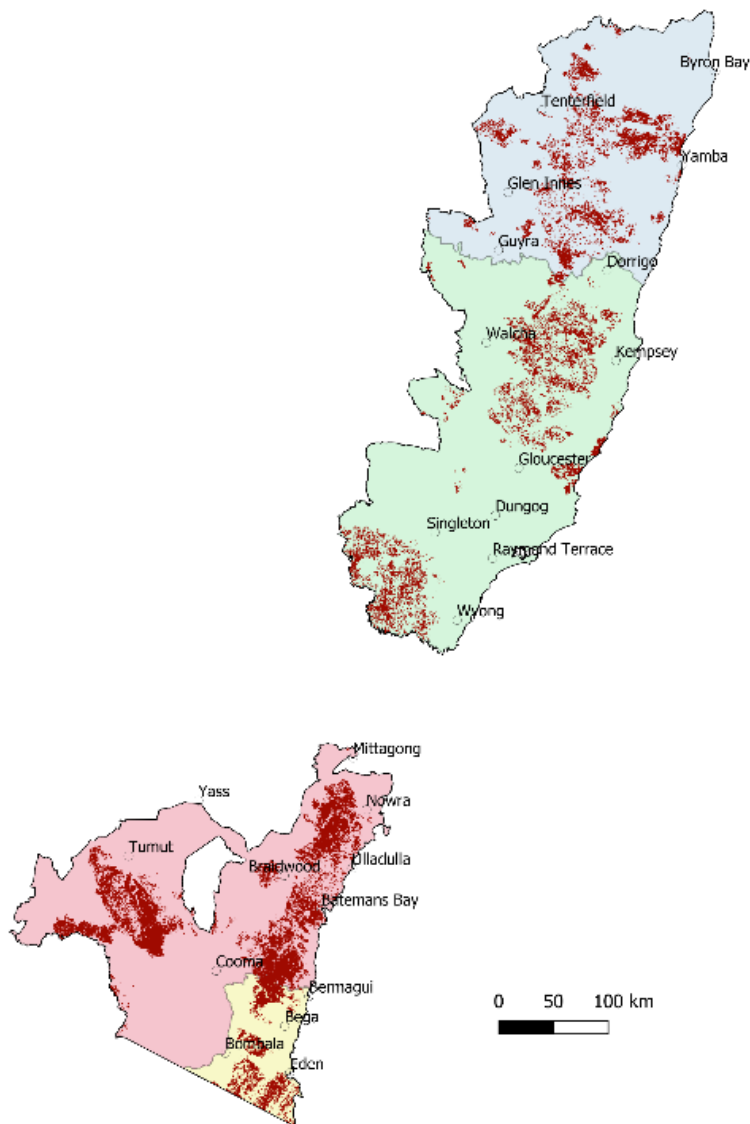 Byron Bay
Tenterfield
Yamba
Glen Innes
Guyra
Dorrigo
Walcha
Kempsey
Gloucester
Dungog
Singleton
Raymond Terrace
Wyong
Mittagong
Yass
Nowra
Tumut
Braidwood
Ulladulla
Batemans Bay
Cooma
Bermagui
0 50 100 km
Bega
Bombala
Eden